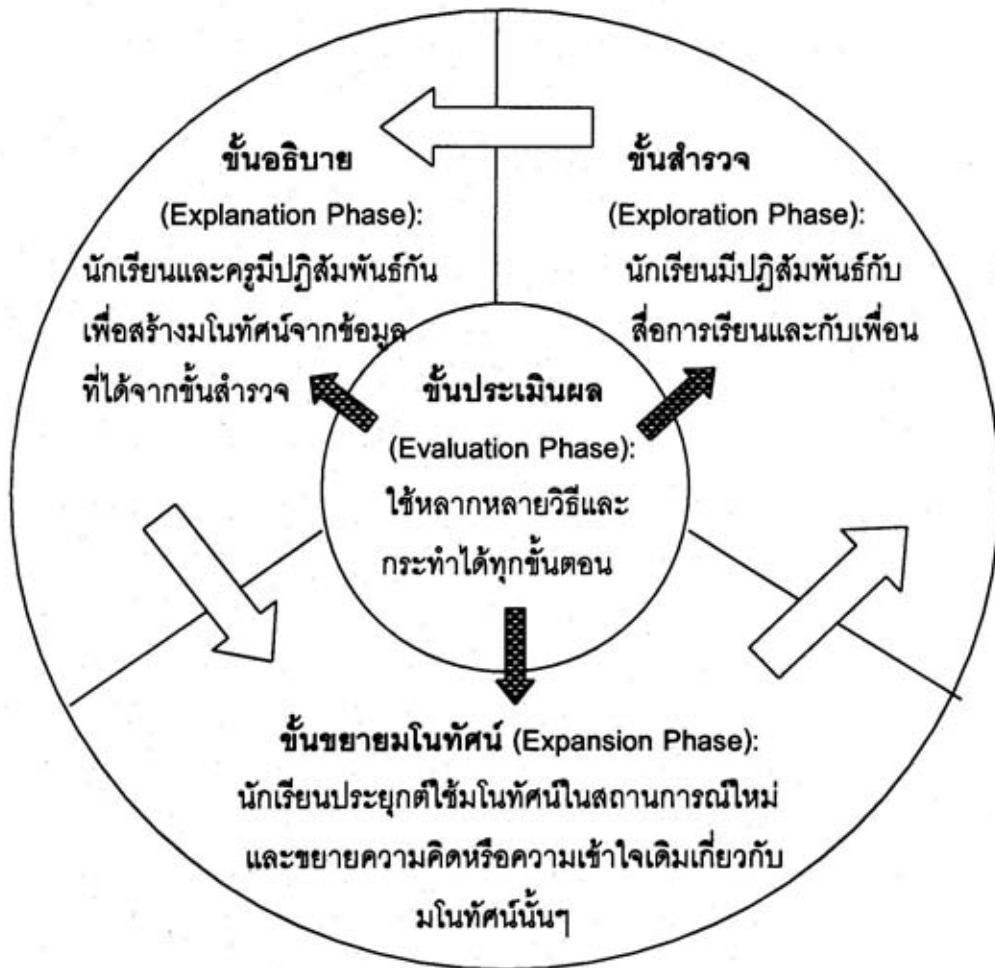 ขั้นอธิบาย
(Explanation Phase):
นักเรียนและครูมีปฏิสัมพันธ์กัน
เพื่อสร้างมโนทัศน์จากข้อมูล
ที่ได้จากขั้นสำรวจ
ขั้นสำรวจ
(Exploration Phase):
นักเรียนมีปฏิสัมพันธ์กับ
สื่อการเรียนและกับเพื่อน
ขั้นประเมินผล
(Evaluation Phase):
ใช้หลากหลายวิธีและ
กระทำได้ทุกขั้นตอน
ขั้นขยายมโนทัศน์ (Expansion Phase):
นักเรียนประยุกต์ใช้มโนทัศน์ในสถานการณ์ใหม่
และขยายความคิดหรือความเข้าใจเดิมเกี่ยวกับ
มโนทัศน์นั้นๆ